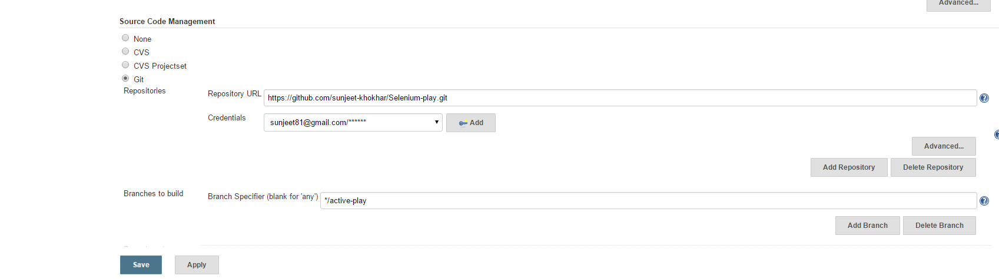 Advanced...
Source Code Management
None
CVS
CVS Projectset
Git
Repositories
Repository URL https://github.com/sunjeet-khokhar/Selenium-play.git
Credentials sunjeet81@gmail.com/****** Add
Advanced...
Add Repository Delete Repository
Branches to build Branch Specifier (blank for 'any') */active-play
Add Branch Delete Branch
Save Apply